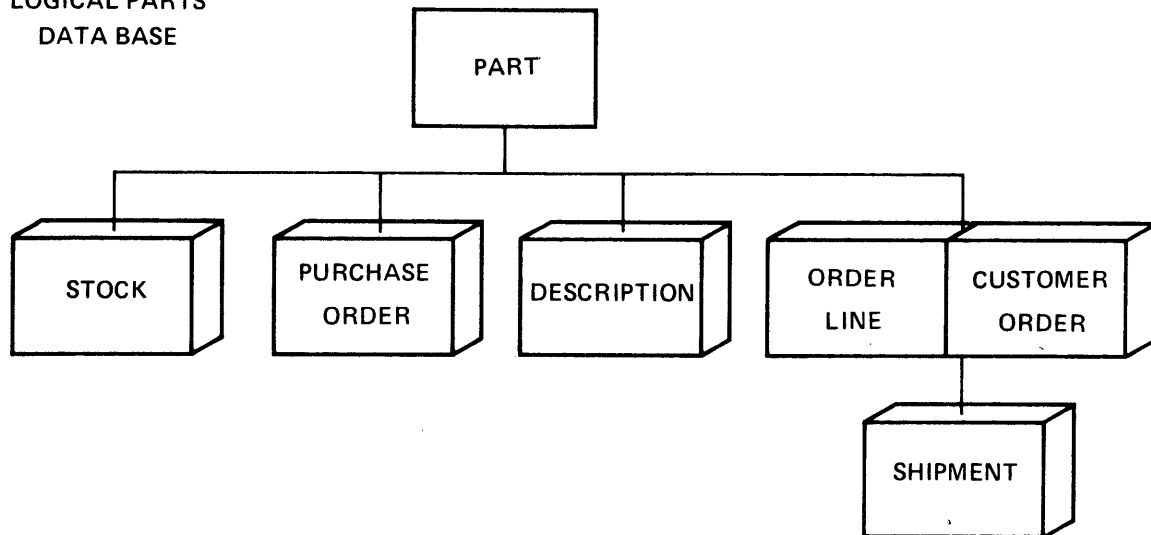 LOGICAL PARTS
DATA BASE
PART
STOCK
PURCHASE
ORDER
DESCRIPTION
ORDER
LINE
CUSTOMER
ORDER
SHIPMENT